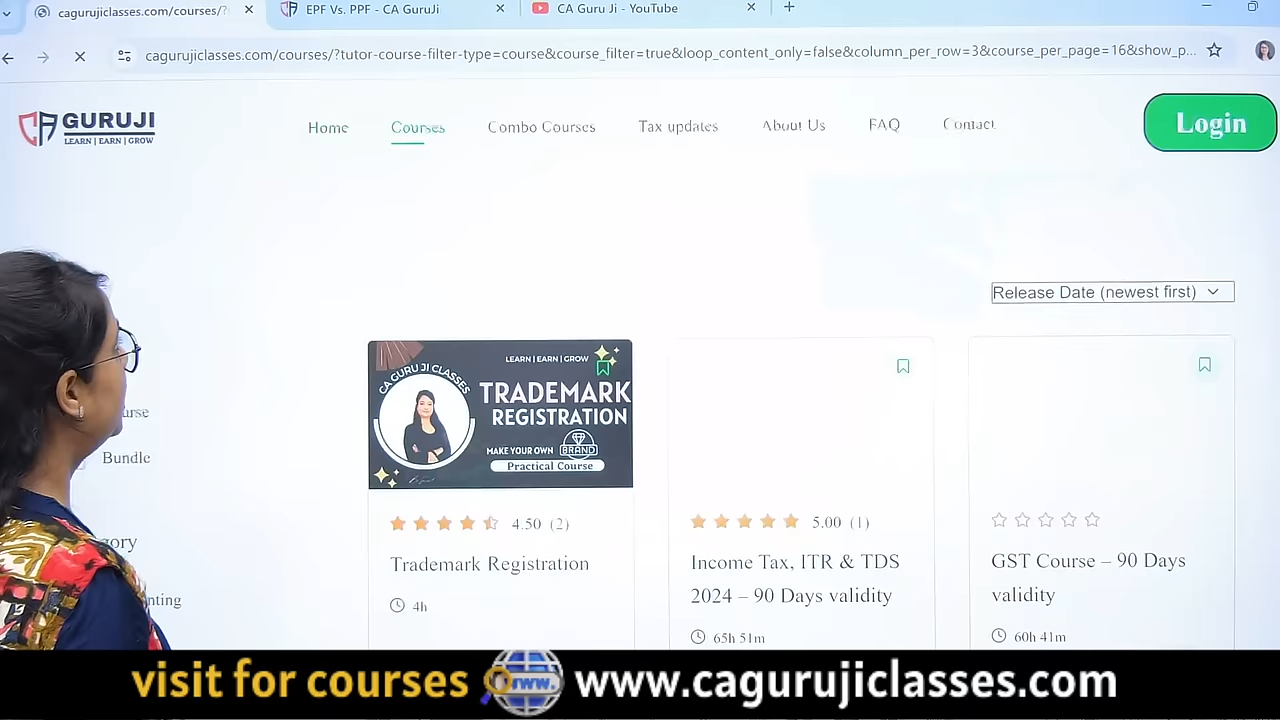 cagurujiclasses.com/courses/?
EPF Vs. PPF - CA GuruJi
CA Guru Ji - YouTube
cagurujiclasses.com/courses/?tutor-course-filter-type=course&course_filter=true&loop_content_only=false&column_per_row=3&course_per_page=16&show_p...
GURUJI
LEARN | EARN | GROW
Home
Courses
Combo Courses
Tax updates
About Us
FAQ
Contact
Login
Release Date (newest first)
LEARN | EARN | GROW
CA GURU JI CLASSES
TRADEMARK
REGISTRATION
MAKE YOUR OWN BRAND
Practical Course
Bundle
4.50 (2)
5.00 (1)
Trademark Registration
Income Tax, ITR & TDS
2024 – 90 Days validity
GST Course – 90 Days
validity
4h
65h 51m
60h 41m
visit for courses www. www.cagurujiclasses.com